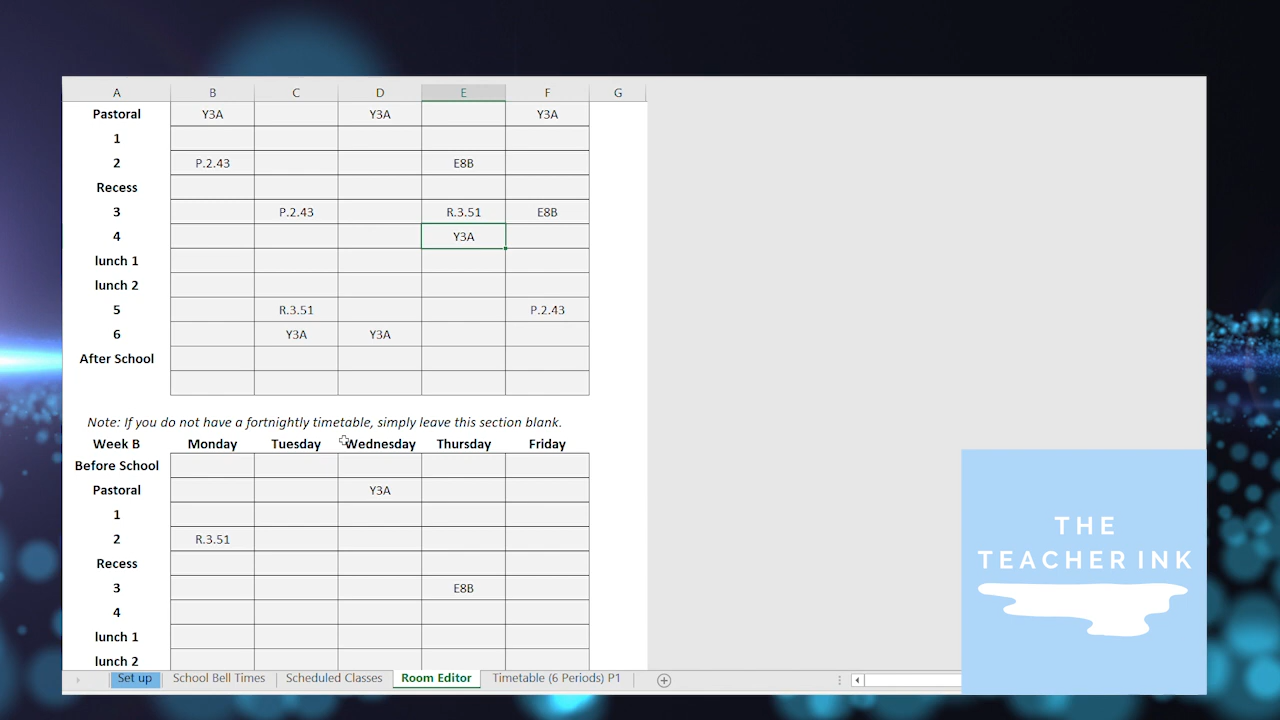 A B C D E F G
Pastoral Y3A Y3A Y3A
1
2 P.2.43 E8B
Recess
3 P.2.43 R.3.51 E8B
4 Y3A
lunch 1
lunch 2
5 R.3.51 P.2.43
6 Y3A Y3A
After School
Note: If you do not have a fortnightly timetable, simply leave this section blank.
Week B Monday Tuesday Wednesday Thursday Friday
Before School
Pastoral Y3A
1
2 R.3.51
Recess
3 E8B
4
lunch 1
lunch 2
Set up School Bell Times Scheduled Classes Room Editor Timetable (6 Periods) P1
THE
TEACHER INK